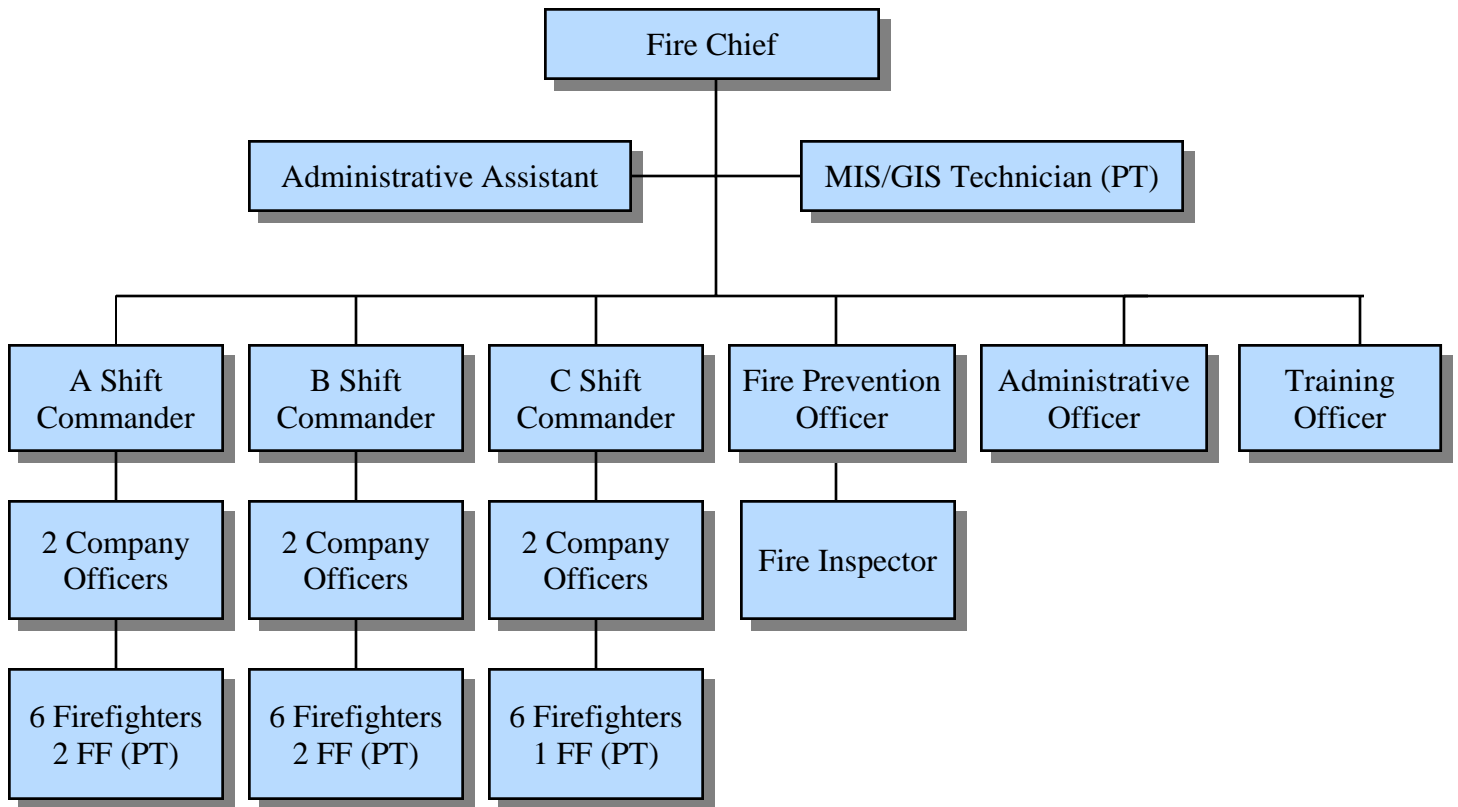 Fire Chief
Administrative Assistant
MIS/GIS Technician (PT)
A Shift
Commander
B Shift
Commander
C Shift
Commander
Fire Prevention
Officer
Administrative
Officer
Training
Officer
2 Company
Officers
2 Company
Officers
2 Company
Officers
Fire Inspector
6 Firefighters
2 FF (PT)
6 Firefighters
2 FF (PT)
6 Firefighters
1 FF (PT)